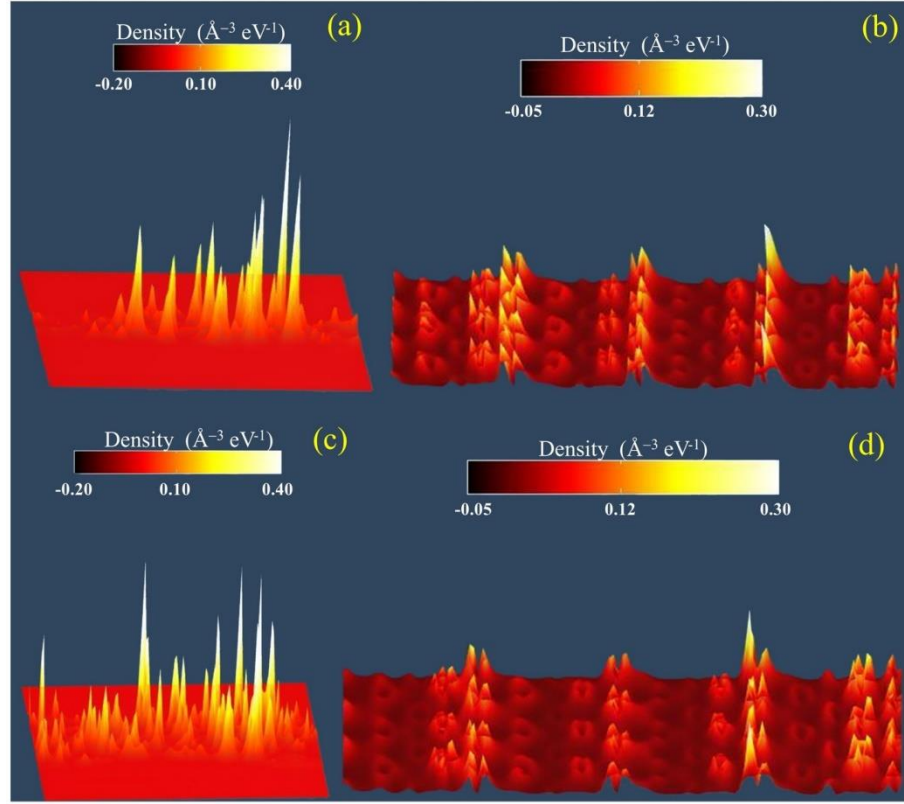 (a)
Density (Å⁻³ eV⁻¹)
-0.20 0.10 0.40
(b)
Density (Å⁻³ eV⁻¹)
-0.05 0.12 0.30
(c)
Density (Å⁻³ eV⁻¹)
-0.20 0.10 0.40
(d)
Density (Å⁻³ eV⁻¹)
-0.05 0.12 0.30